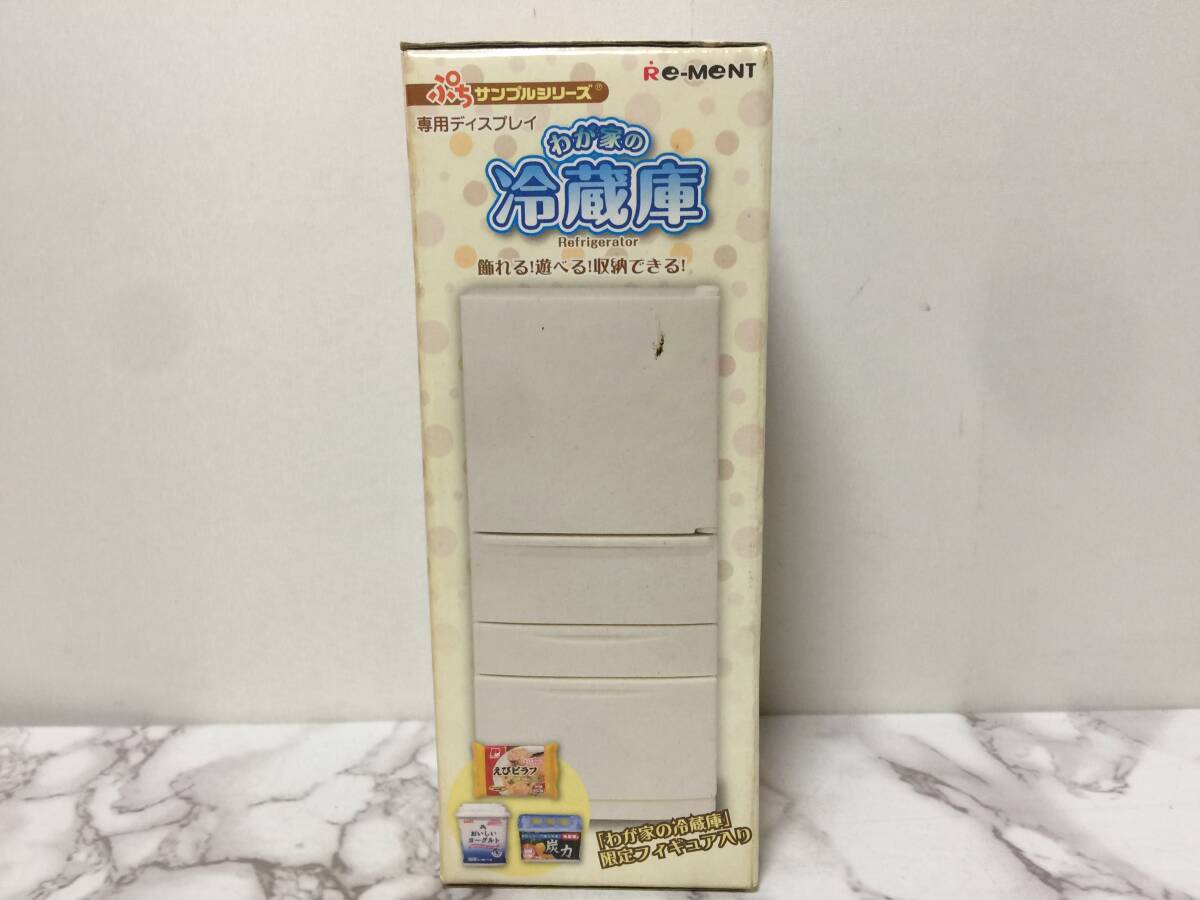 Re-MeNT
ぷちサンプルシリーズ®
専用ディスプレイ
わが家の
冷蔵庫
Refrigerator
飾れる!遊べる!収納できる!
えびピラフ
おいしい
ヨーグルト
炭力
「わが家の冷蔵庫」
限定フィギュア入り